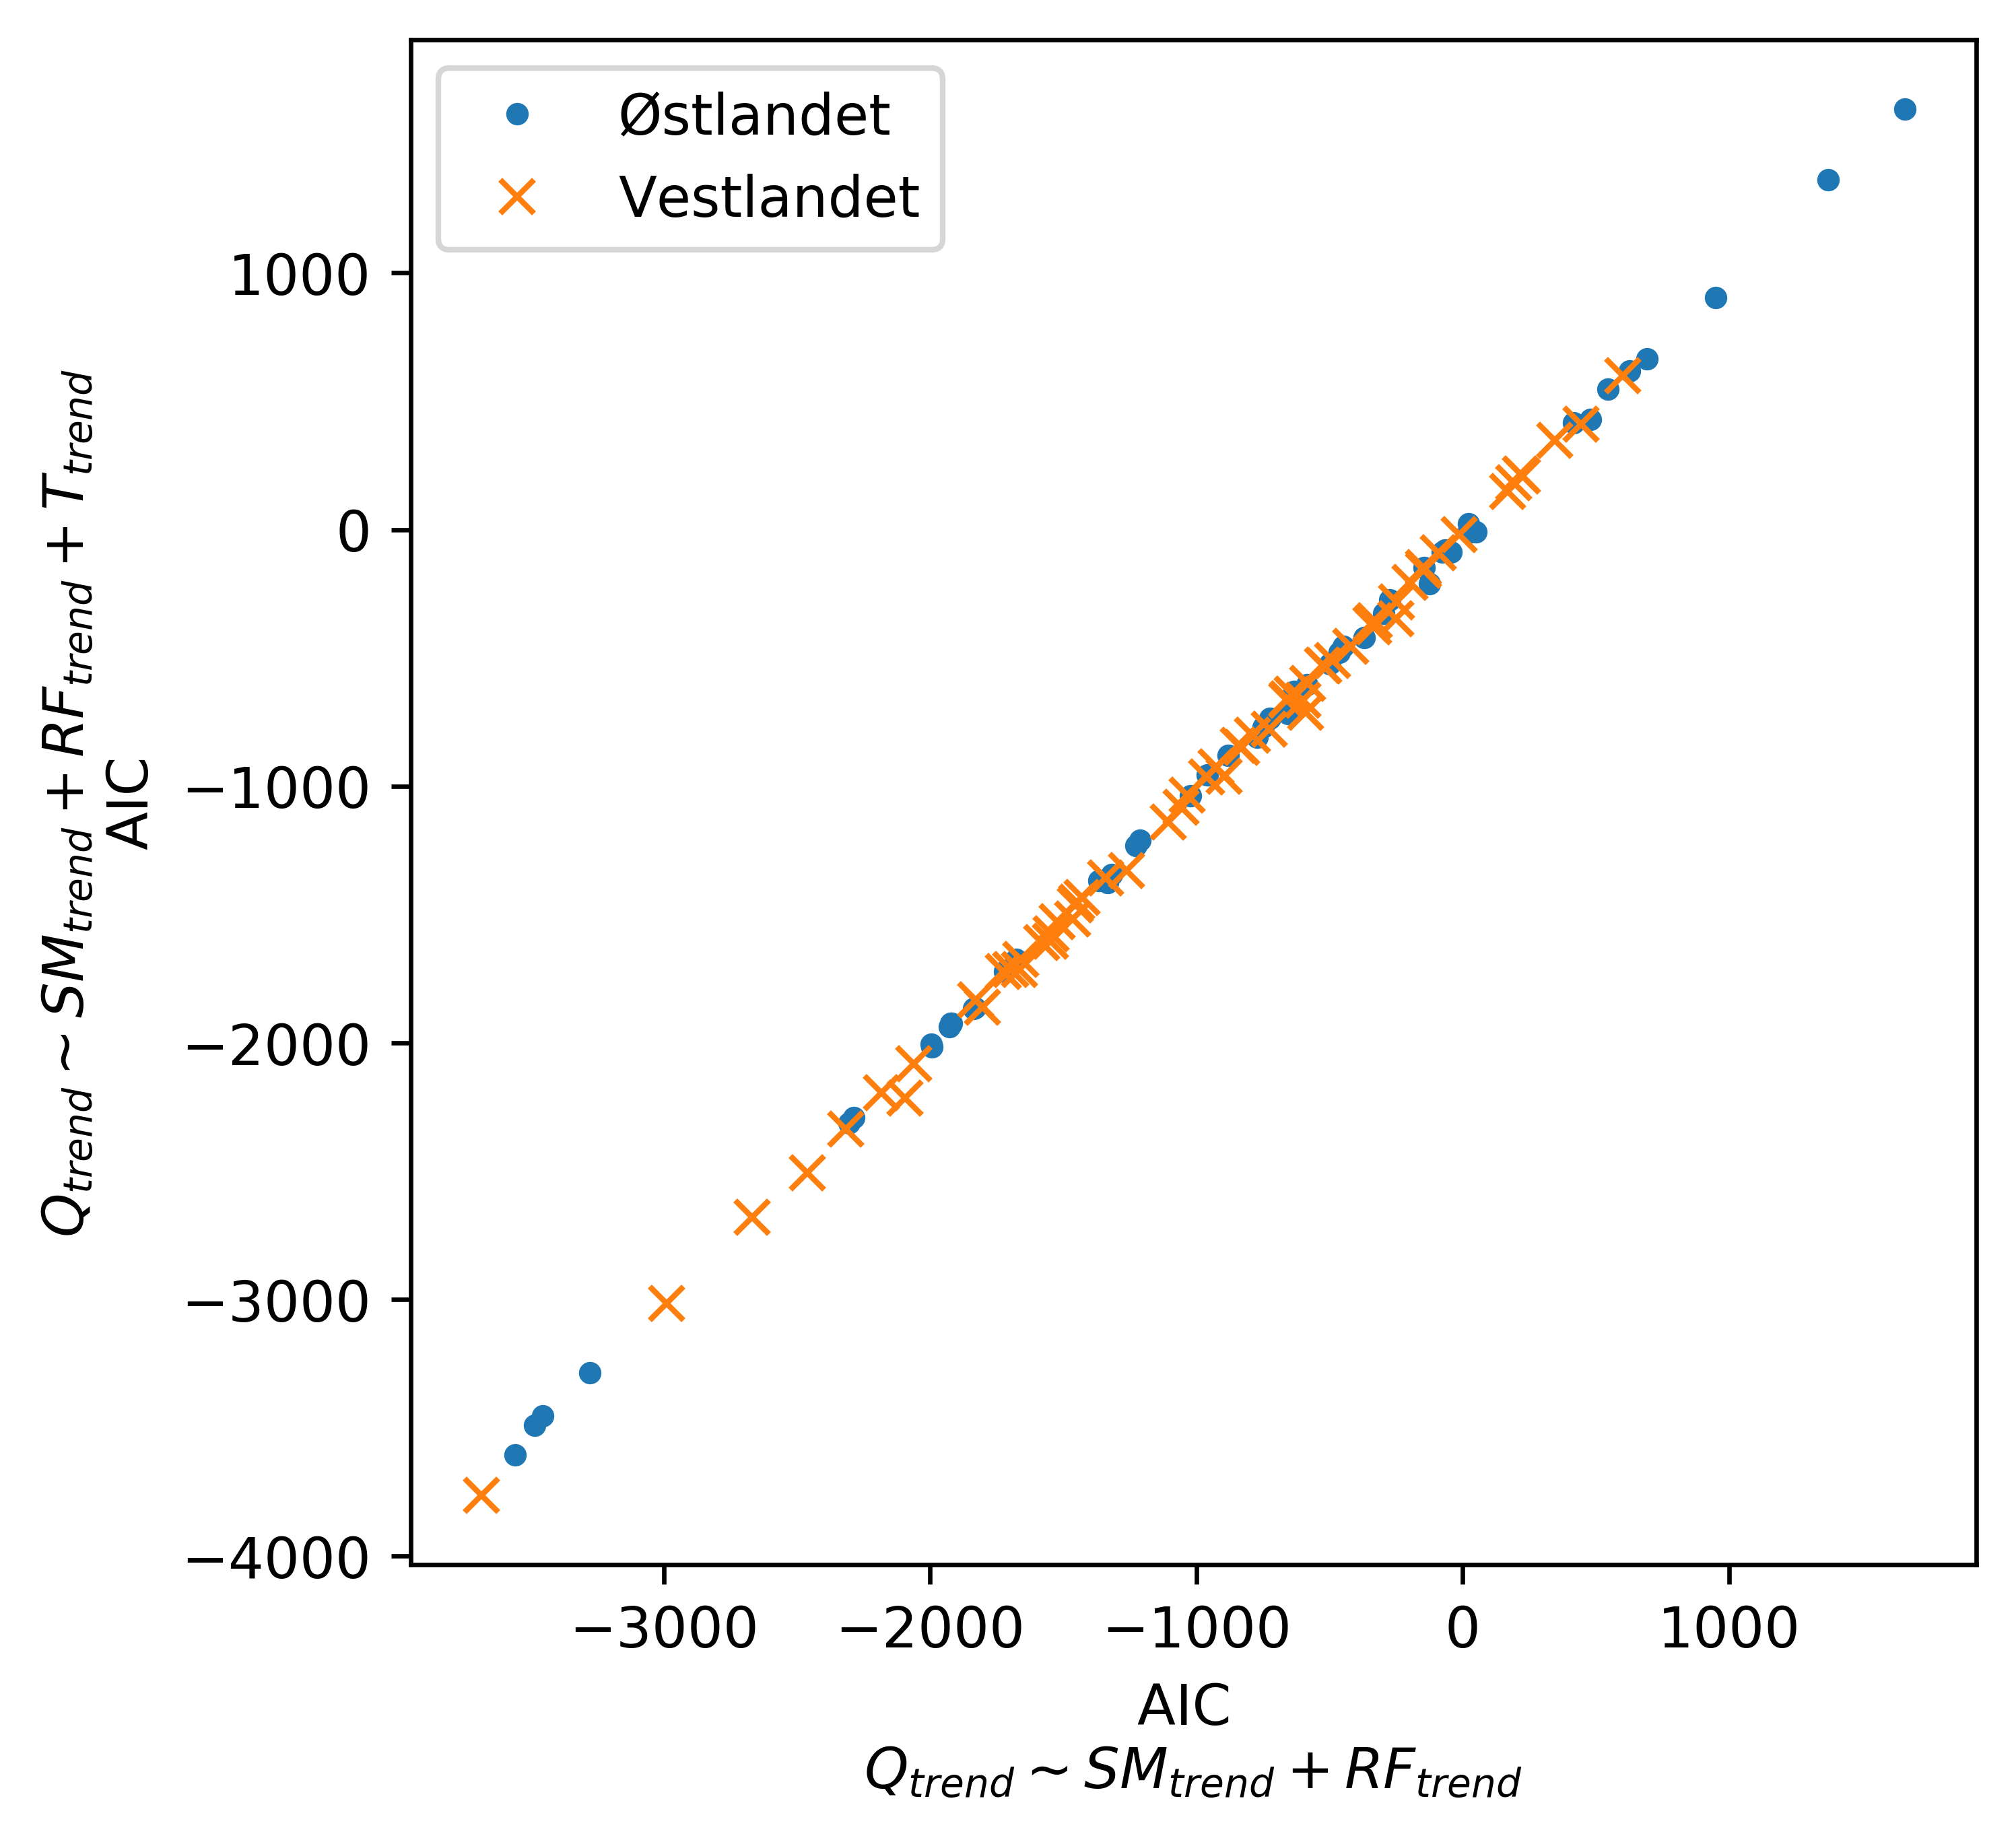 Østlandet
Vestlandet
1000
0
−1000
−2000
−3000
−4000
Q_trend ~ SM_trend + RF_trend + T_trend
AIC
−3000 −2000 −1000 0 1000
AIC
Q_trend ~ SM_trend + RF_trend